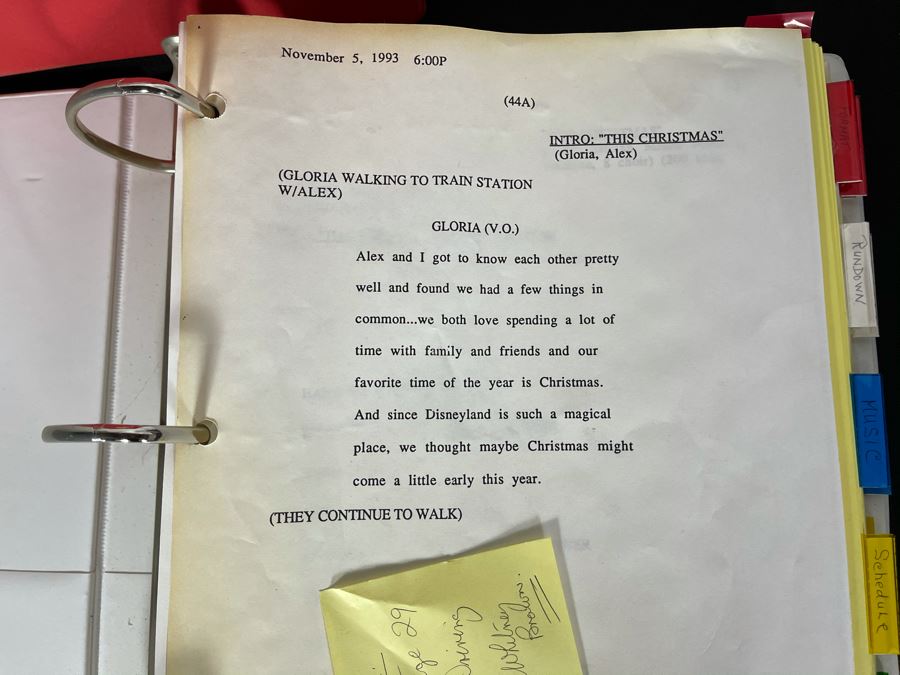 November 5, 1993 6:00P
(44A)
INTRO: "THIS CHRISTMAS"
(Gloria, Alex)
(GLORIA WALKING TO TRAIN STATION
W/ALEX)
GLORIA (V.O.)
Alex and I got to know each other pretty
well and found we had a few things in
common...we both love spending a lot of
time with family and friends and our
favorite time of the year is Christmas.
And since Disneyland is such a magical
place, we thought maybe Christmas might
come a little early this year.
(THEY CONTINUE TO WALK)
29
Whitney
Brown.
RUNDOWN
MUSIC
Schedule